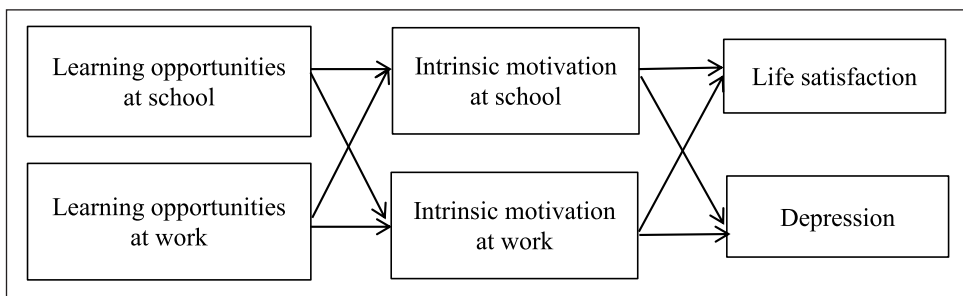 Learning opportunities
at school
Intrinsic motivation
at school
Life satisfaction
Learning opportunities
at work
Intrinsic motivation
at work
Depression